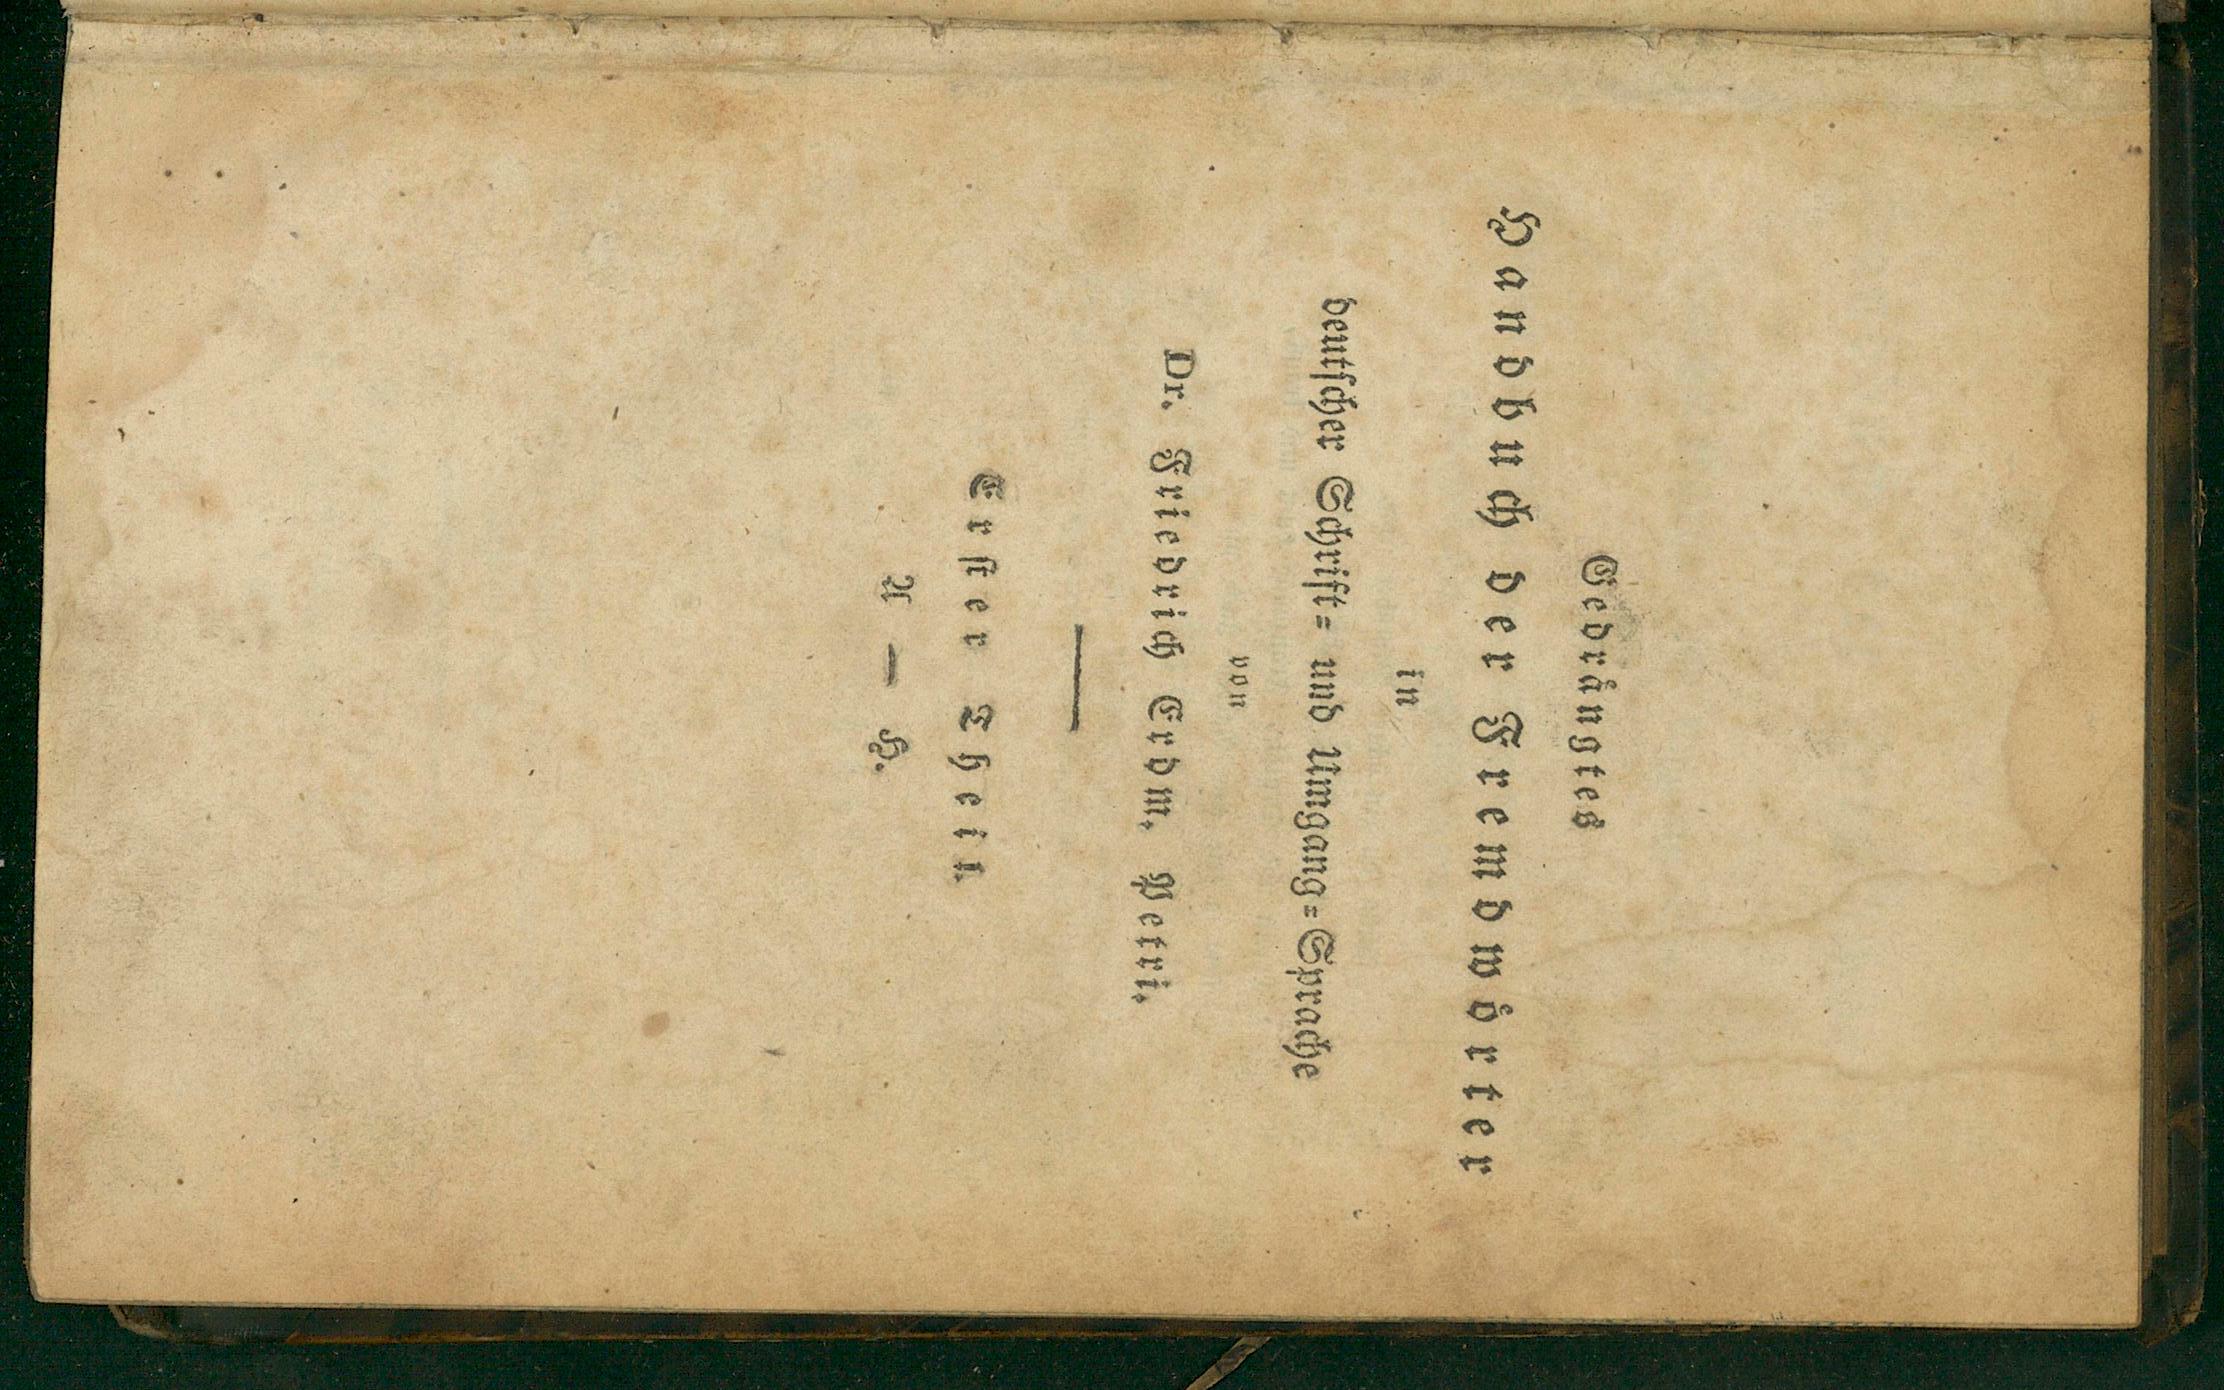 Gedrängtes
Handbuch der Fremdwörter
in
deutscher Schrift= und Umgang=Sprache
von
Dr. Friedrich Erdm. Petri.
Erster Theil.
A — H.